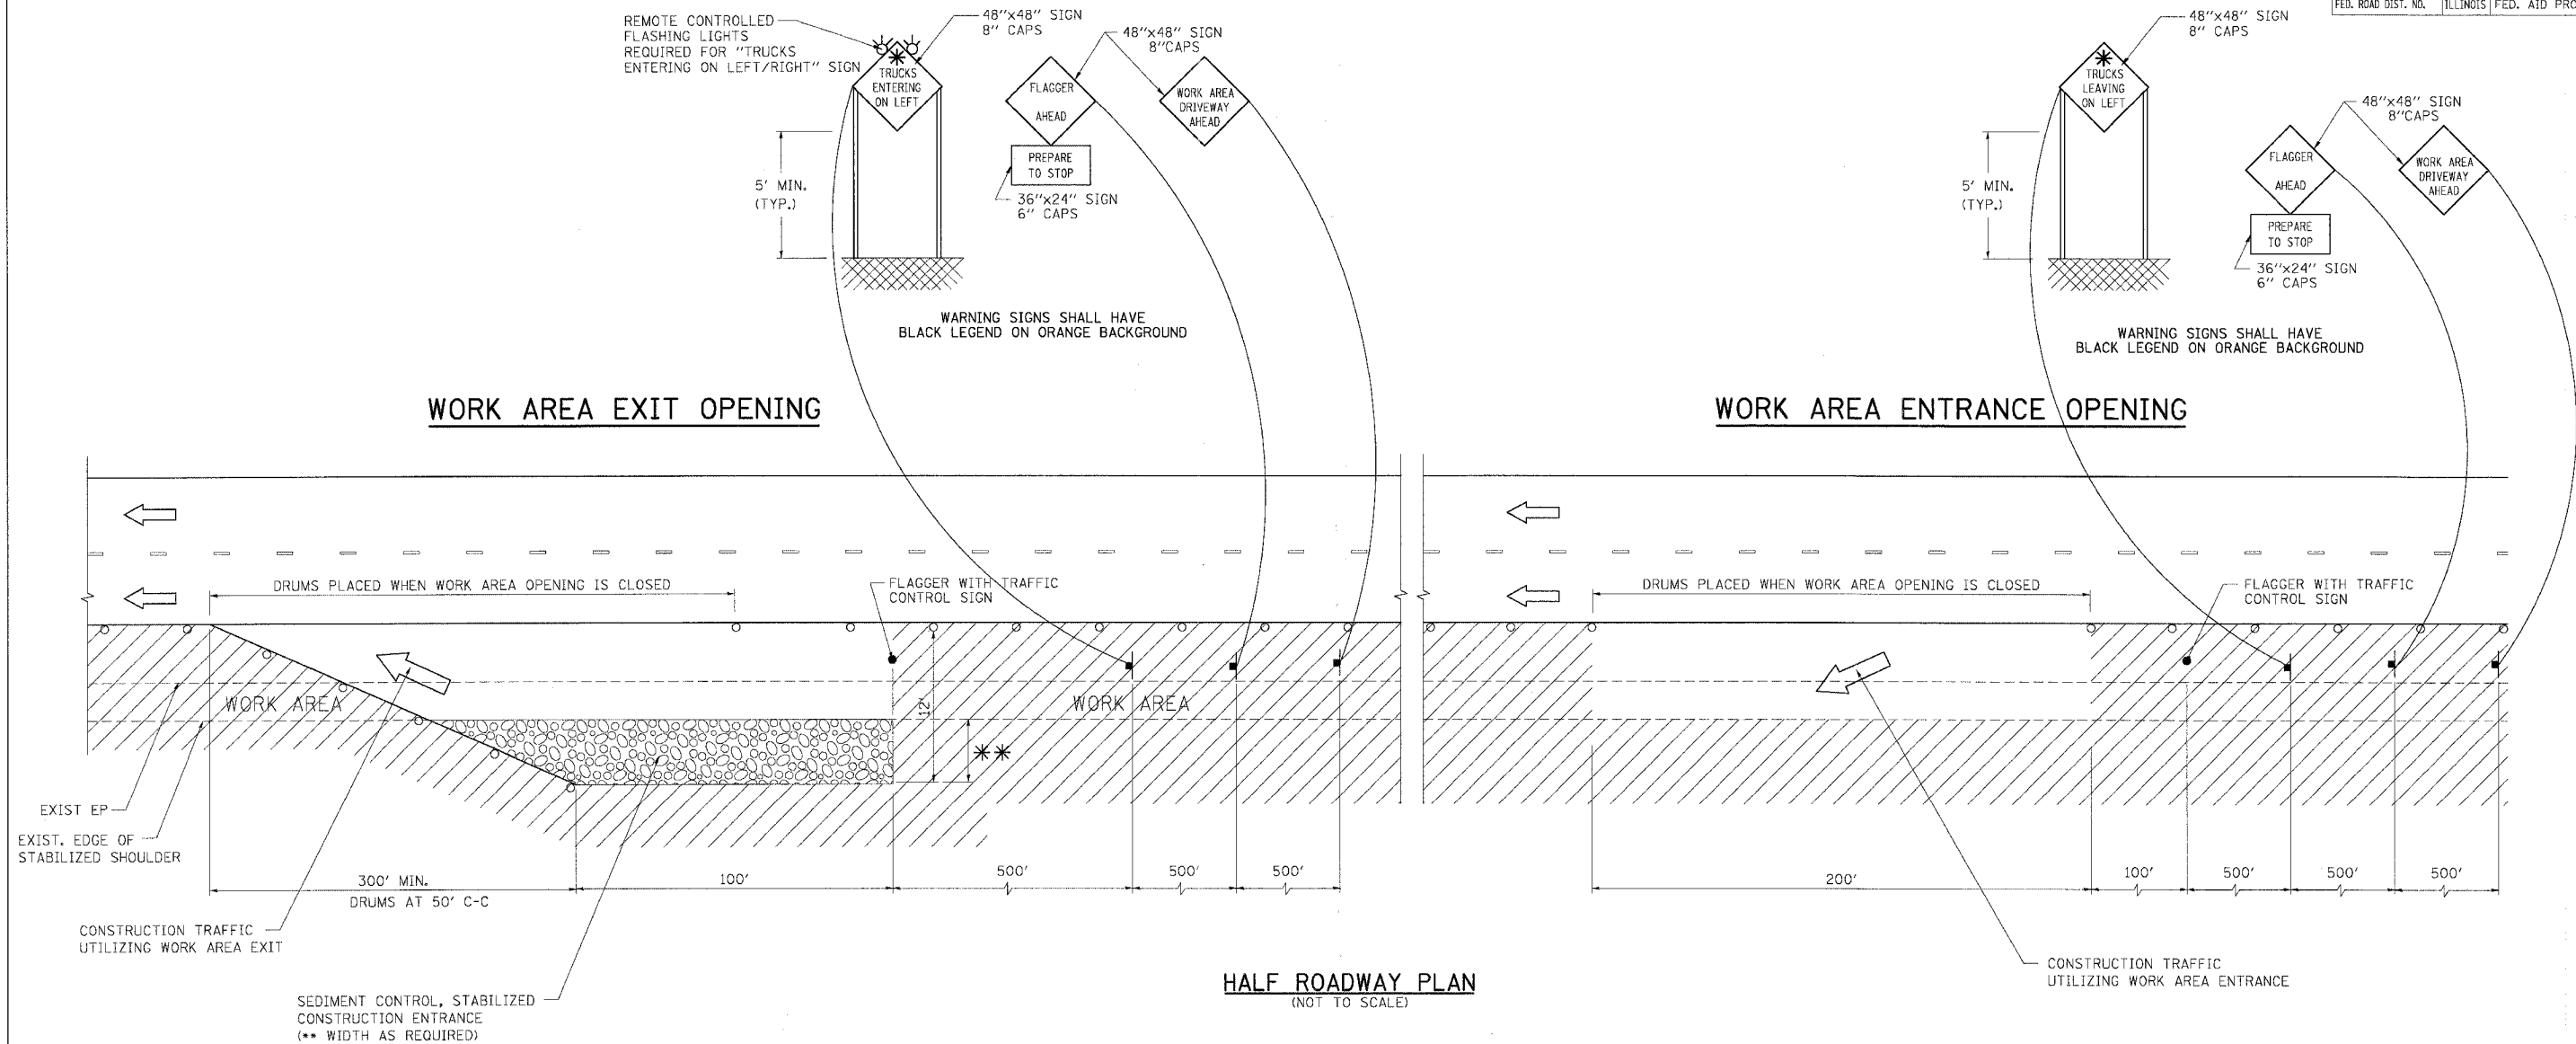 FED. ROAD DIST. NO. ILLINOIS FED. AID PRO
REMOTE CONTROLLED
FLASHING LIGHTS
REQUIRED FOR "TRUCKS
ENTERING ON LEFT/RIGHT" SIGN
48"x48" SIGN
8" CAPS
*
TRUCKS
ENTERING
ON LEFT
48"x48" SIGN
8"CAPS
FLAGGER
AHEAD
WORK AREA
DRIVEWAY
AHEAD
PREPARE
TO STOP
36"x24" SIGN
6" CAPS
5' MIN.
(TYP.)
WARNING SIGNS SHALL HAVE
BLACK LEGEND ON ORANGE BACKGROUND
48"x48" SIGN
8" CAPS
*
TRUCKS
LEAVING
ON LEFT
48"x48" SIGN
8"CAPS
FLAGGER
AHEAD
WORK AREA
DRIVEWAY
AHEAD
PREPARE
TO STOP
36"x24" SIGN
6" CAPS
5' MIN.
(TYP.)
WARNING SIGNS SHALL HAVE
BLACK LEGEND ON ORANGE BACKGROUND
WORK AREA EXIT OPENING
WORK AREA ENTRANCE OPENING
DRUMS PLACED WHEN WORK AREA OPENING IS CLOSED
FLAGGER WITH TRAFFIC
CONTROL SIGN
DRUMS PLACED WHEN WORK AREA OPENING IS CLOSED
FLAGGER WITH TRAFFIC
CONTROL SIGN
WORK AREA
12'
WORK AREA
**
EXIST EP
EXIST. EDGE OF
STABILIZED SHOULDER
300' MIN.
DRUMS AT 50' C-C
100'
500'
500'
500'
200'
100'
500'
500'
500'
CONSTRUCTION TRAFFIC
UTILIZING WORK AREA EXIT
SEDIMENT CONTROL, STABILIZED
CONSTRUCTION ENTRANCE
(** WIDTH AS REQUIRED)
HALF ROADWAY PLAN
(NOT TO SCALE)
CONSTRUCTION TRAFFIC
UTILIZING WORK AREA ENTRANCE